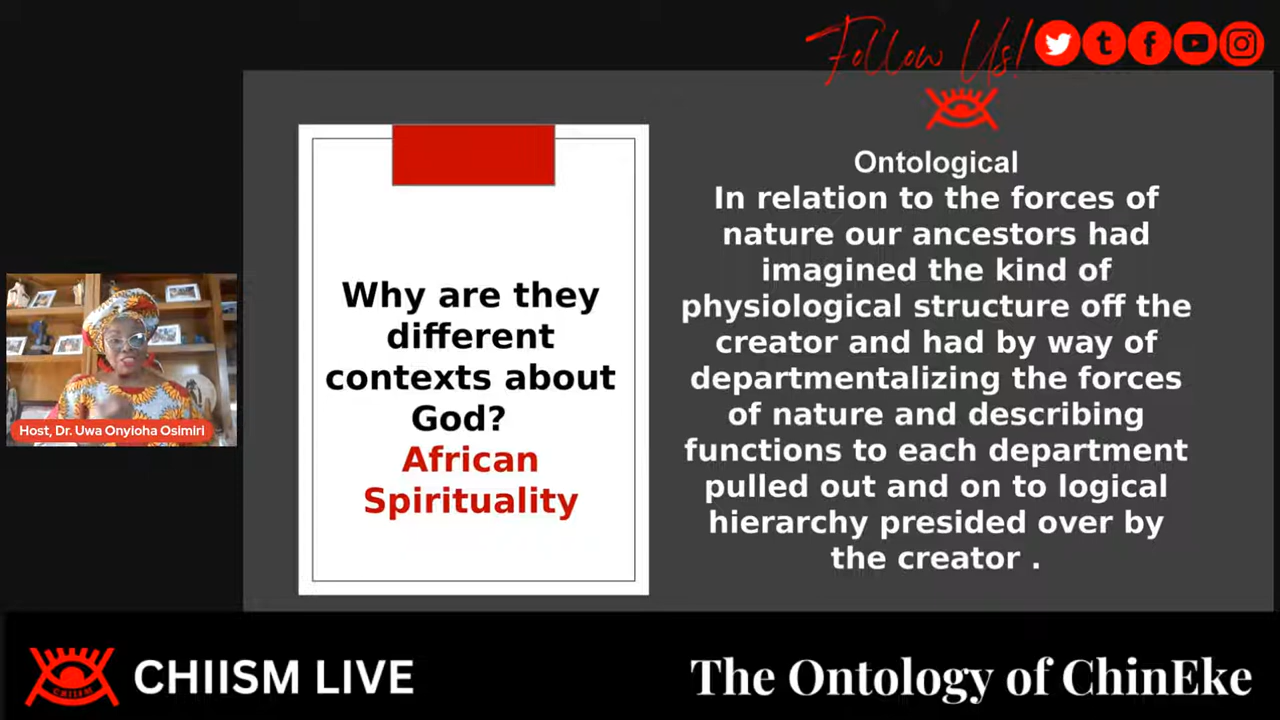 Follow Us!
Why are they
different
contexts about
God?
African
Spirituality
Ontological
In relation to the forces of
nature our ancestors had
imagined the kind of
physiological structure off the
creator and had by way of
departmentalizing the forces
of nature and describing
functions to each department
pulled out and on to logical
hierarchy presided over by
the creator .
Host, Dr. Uwa Onyioha Osimiri
CHIISM
CHIISM LIVE
The Ontology of ChinEke